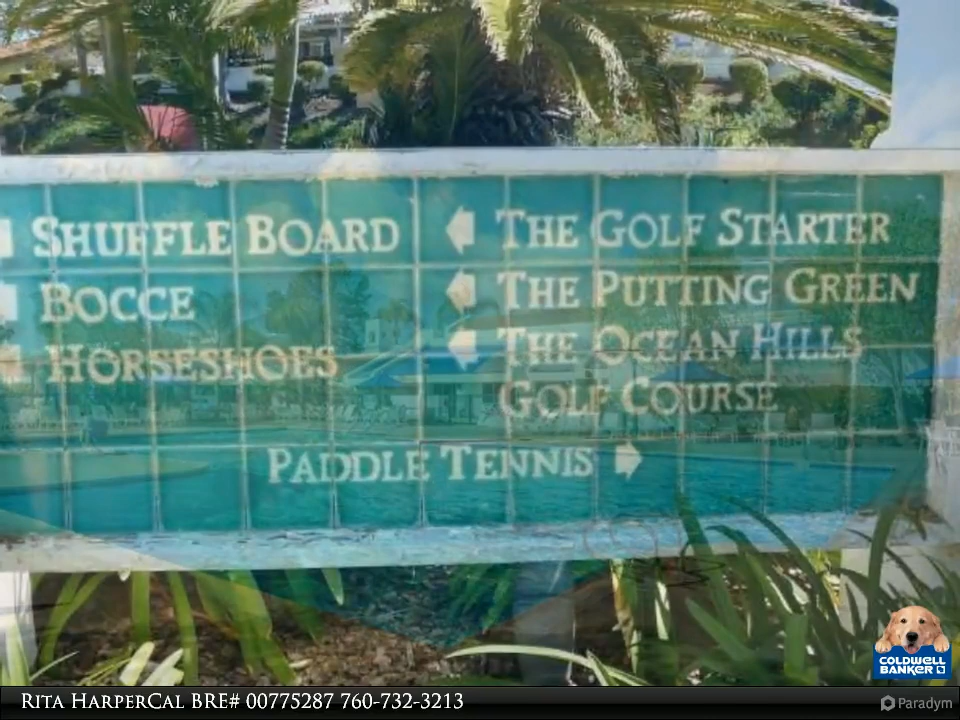 SHUFFLE BOARD
BOCCE
HORSESHOES
THE GOLF STARTER
THE PUTTING GREEN
THE OCEAN HILLS
GOLF COURSE
PADDLE TENNIS
COLDWELL
BANKER
RITA HARPERCAL BRE# 00775287 760-732-3213
Paradym